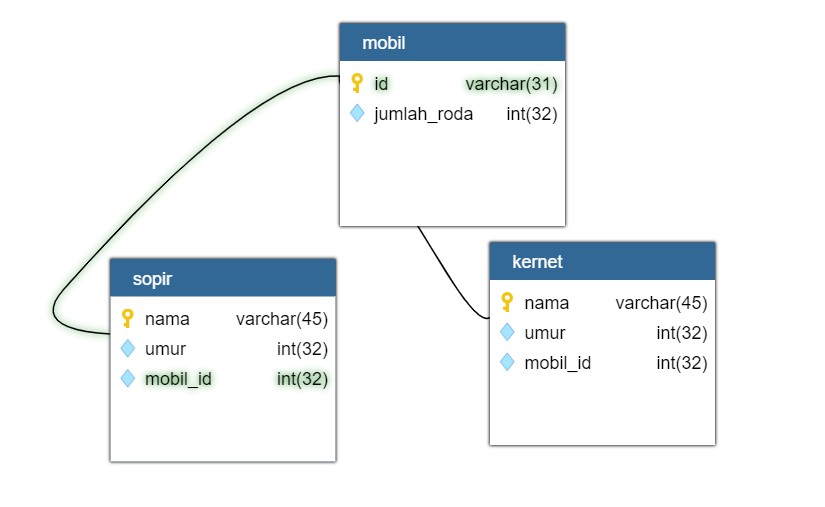 mobil
id varchar(31)
jumlah_roda int(32)
sopir
nama varchar(45)
umur int(32)
mobil_id int(32)
kernet
nama varchar(45)
umur int(32)
mobil_id int(32)